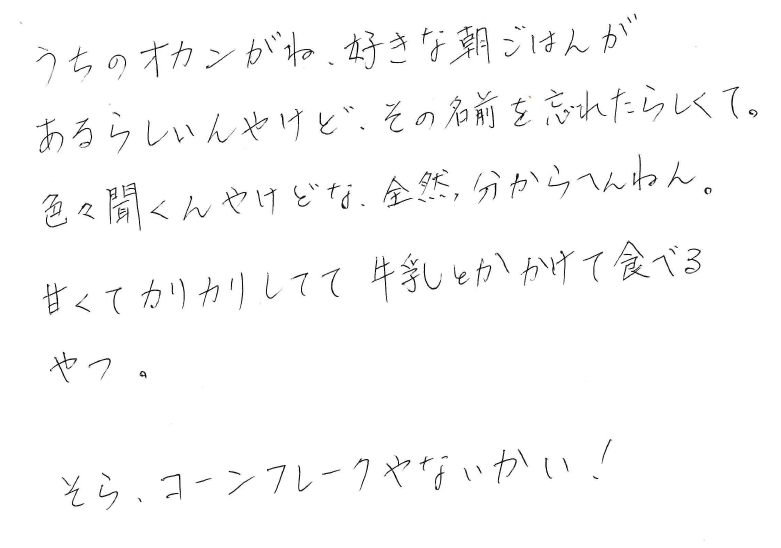 うちのオカンがね、好きな朝ごはんが
あるらしいんやけど、その名前を忘れたらしくて。
色々聞くんやけどな、全然、分からへんねん。
甘くてカリカリしてて 牛乳とかかけて食べる
やつ。
そら、コーンフレークやないかい！